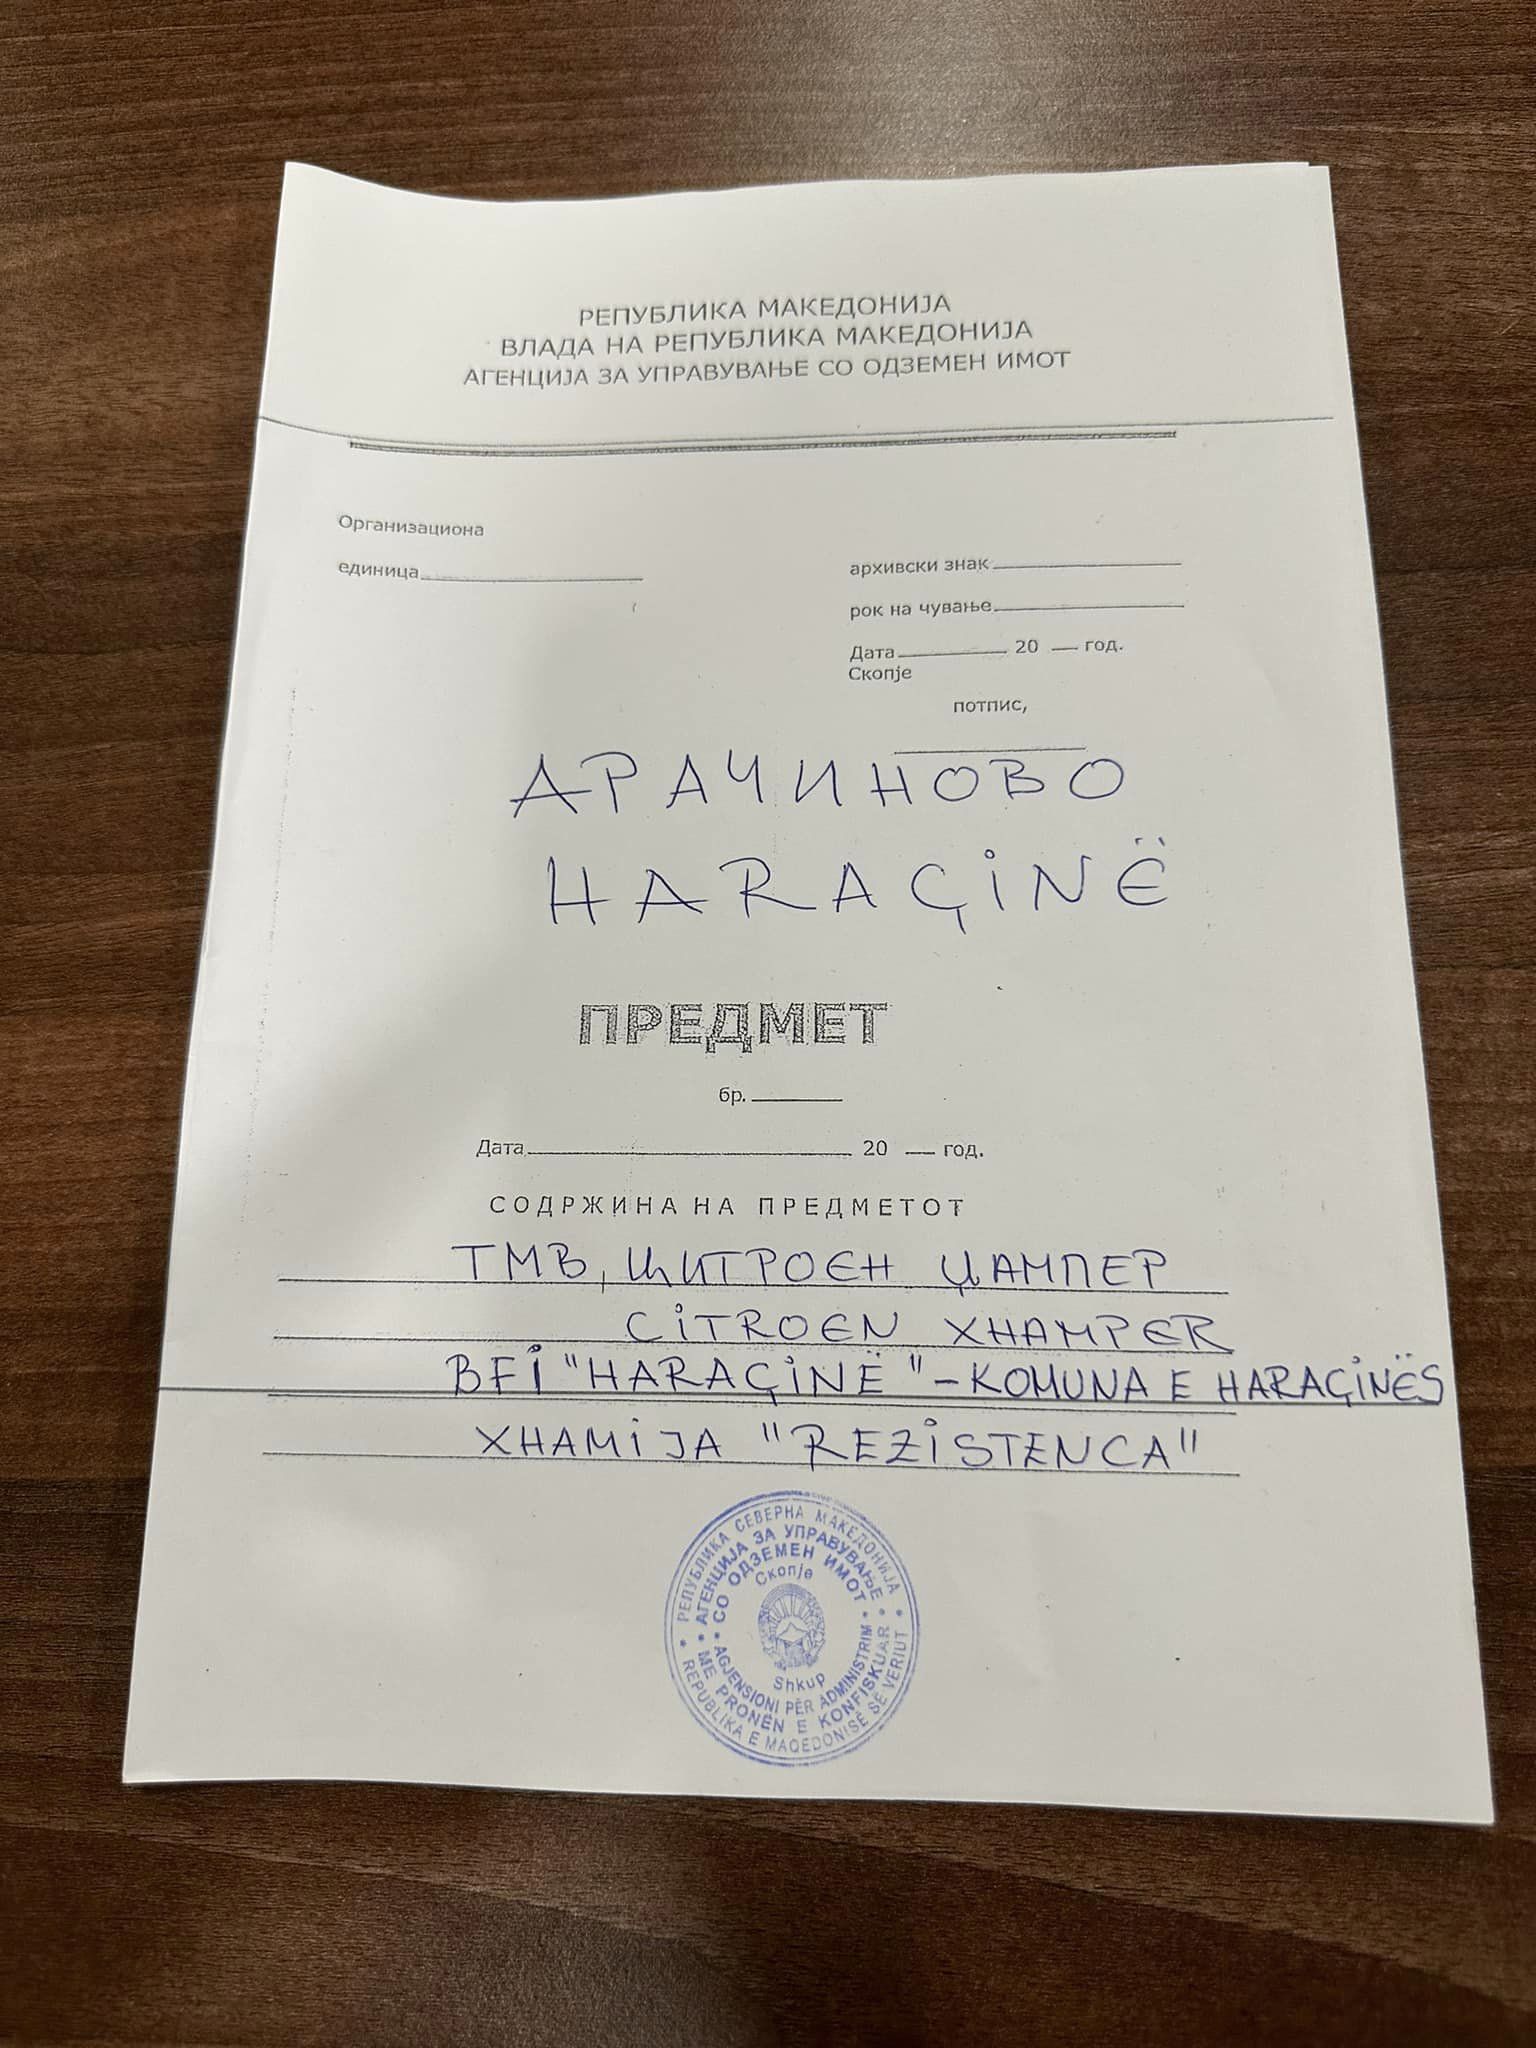 РЕПУБЛИКА МАКЕДОНИЈА
ВЛАДА НА РЕПУБЛИКА МАКЕДОНИЈА
АГЕНЦИЈА ЗА УПРАВУВАЊЕ СО ОДЗЕМЕН ИМОТ
Организациона
единица
архивски знак
рок на чување
Дата 20 год.
Скопје
потпис,
АРАЧИНОВО
HARAÇINË
ПРЕДМЕТ
бр.
Дата 20 год.
СОДРЖИНА НА ПРЕДМЕТОТ
ТМВ, ЦИТРОЕН ЏАМПЕР
CITROEN XHAMPER
BFI "HARAÇINË" - KOMUNA E HARAÇINËS
XHAMIJA "REZISTENCA"
РЕПУБЛИКА СЕВЕРНА МАКЕДОНИЈА
АГЕНЦИЈА ЗА УПРАВУВАЊЕ
СО ОДЗЕМЕН ИМОТ
Скопје
Shkup
AGJENSIONI PËR ADMINISTRIM
ME PRONËN E KONFISKUAR
REPUBLIKA E MAQEDONISË SË VERIUT